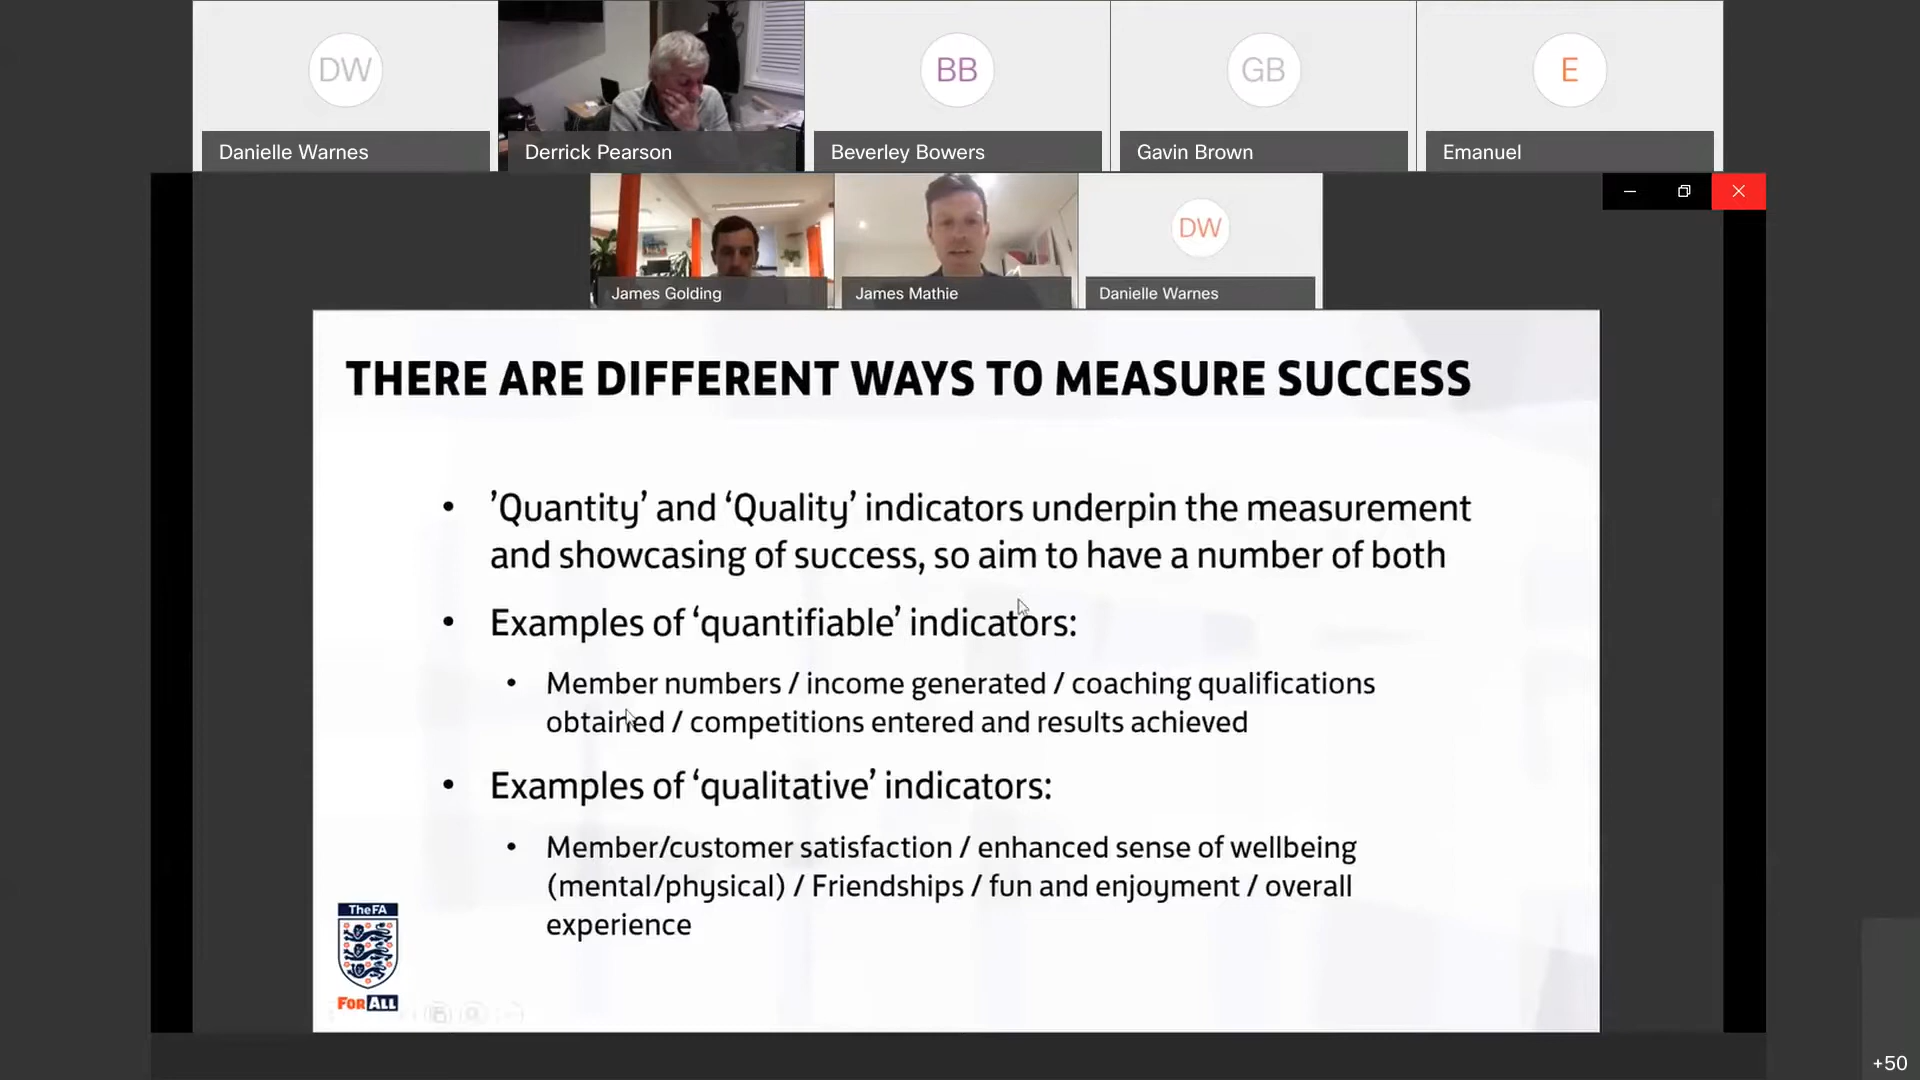 DW
BB
GB
E
Danielle Warnes
Derrick Pearson
Beverley Bowers
Gavin Brown
Emanuel
DW
James Golding
James Mathie
Danielle Warnes
THERE ARE DIFFERENT WAYS TO MEASURE SUCCESS
• ’Quantity’ and ‘Quality’ indicators underpin the measurement
and showcasing of success, so aim to have a number of both
• Examples of ‘quantifiable’ indicators:
• Member numbers / income generated / coaching qualifications
obtained / competitions entered and results achieved
• Examples of ‘qualitative’ indicators:
• Member/customer satisfaction / enhanced sense of wellbeing
(mental/physical) / Friendships / fun and enjoyment / overall
experience
The FA
FOR ALL
+50